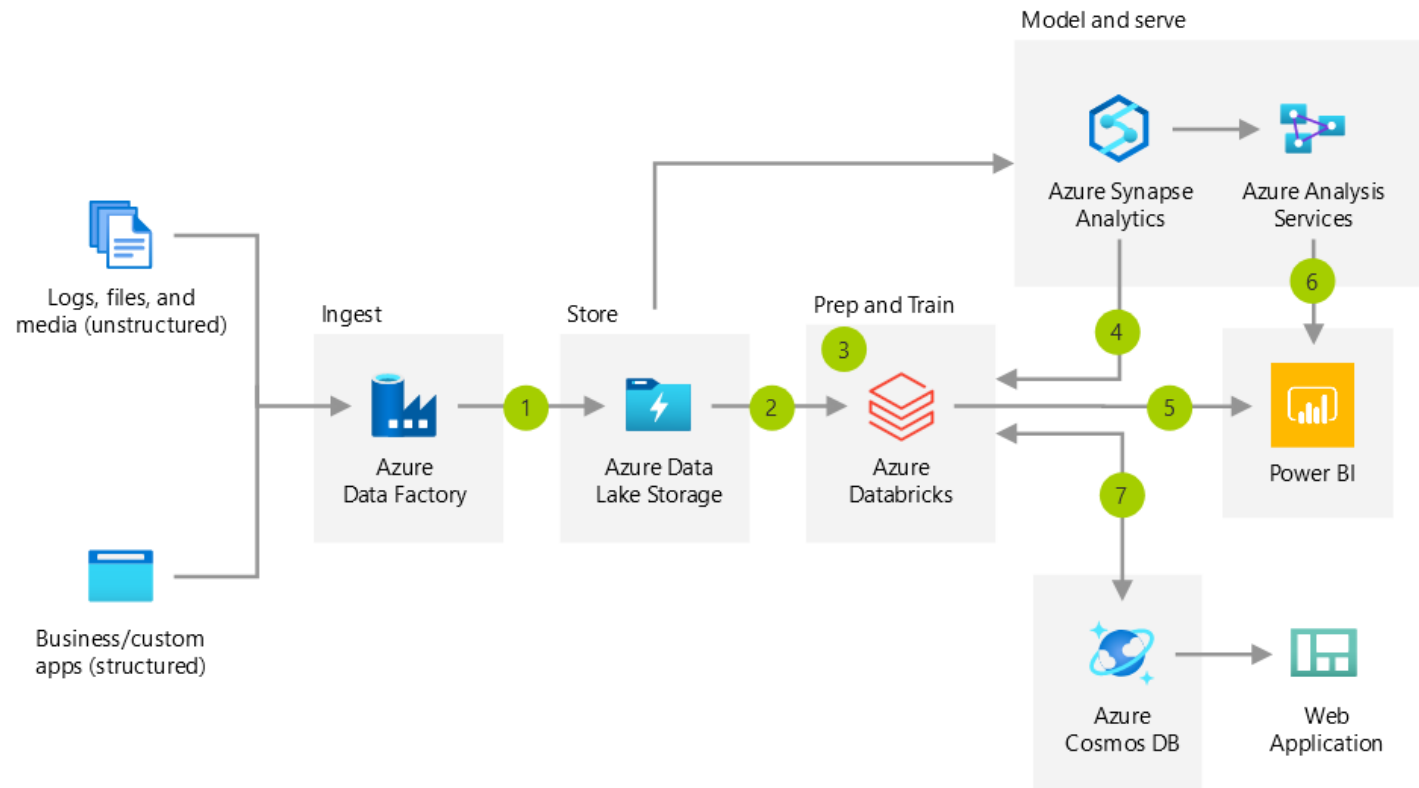 Model and serve
Azure Synapse
Analytics
Azure Analysis
Services
Logs, files, and
media (unstructured)
Ingest
Store
Prep and Train
6
4
3
1
2
5
Azure
Data Factory
Azure Data
Lake Storage
Azure
Databricks
Power BI
7
Business/custom
apps (structured)
Azure
Cosmos DB
Web
Application